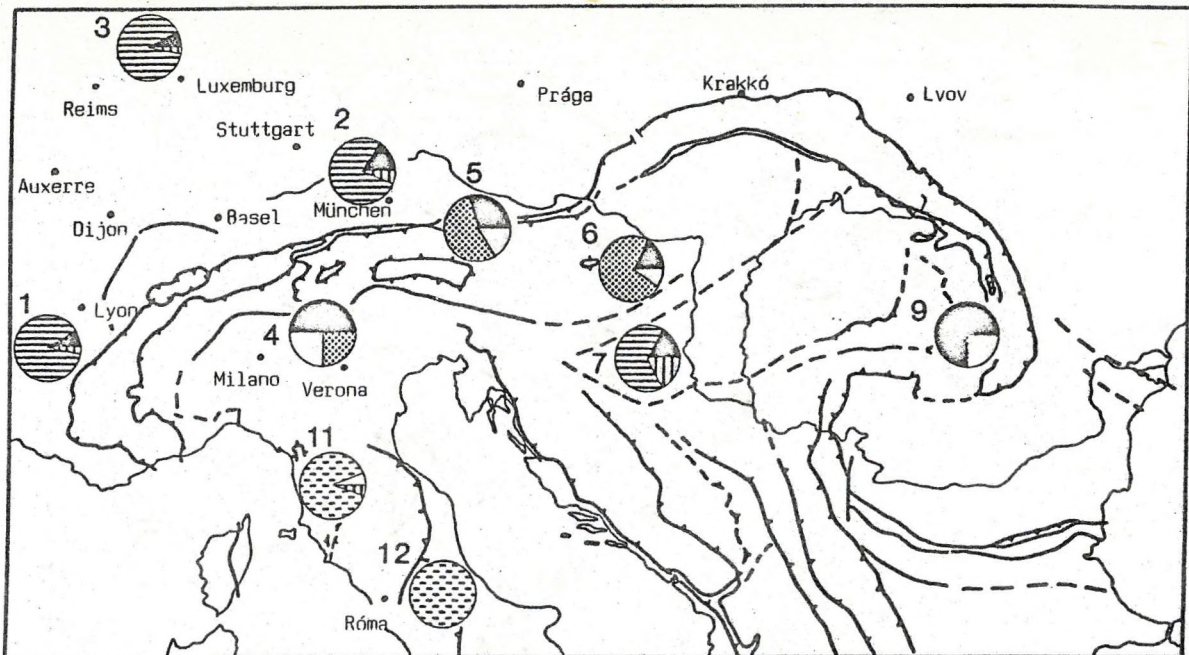 3
Luxemburg
Reims
Prága
Krakkó
Lvov
Stuttgart
2
Auxerre
5
München
Basel
Dijon
6
1
Lyon
4
9
7
Milano
Verona
11
12
Róma